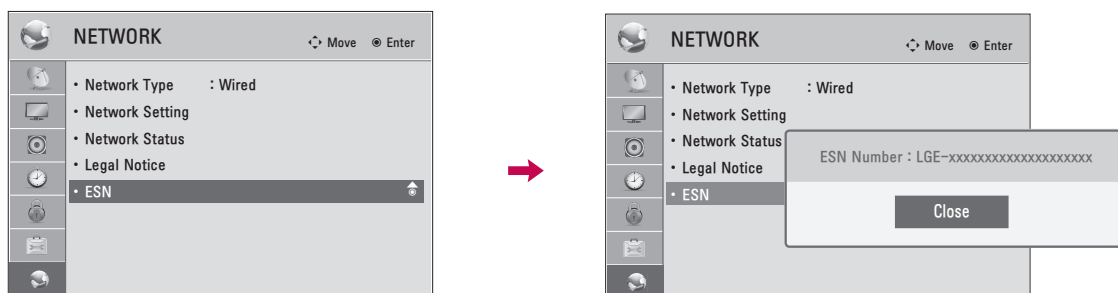 NETWORK
Move Enter
• Network Type : Wired
• Network Setting
• Network Status
• Legal Notice
• ESN
NETWORK
Move Enter
• Network Type : Wired
• Network Setting
• Network Status
• Legal Notice
• ESN
ESN Number : LGE-xxxxxxxxxxxxxxxxxxxx
Close